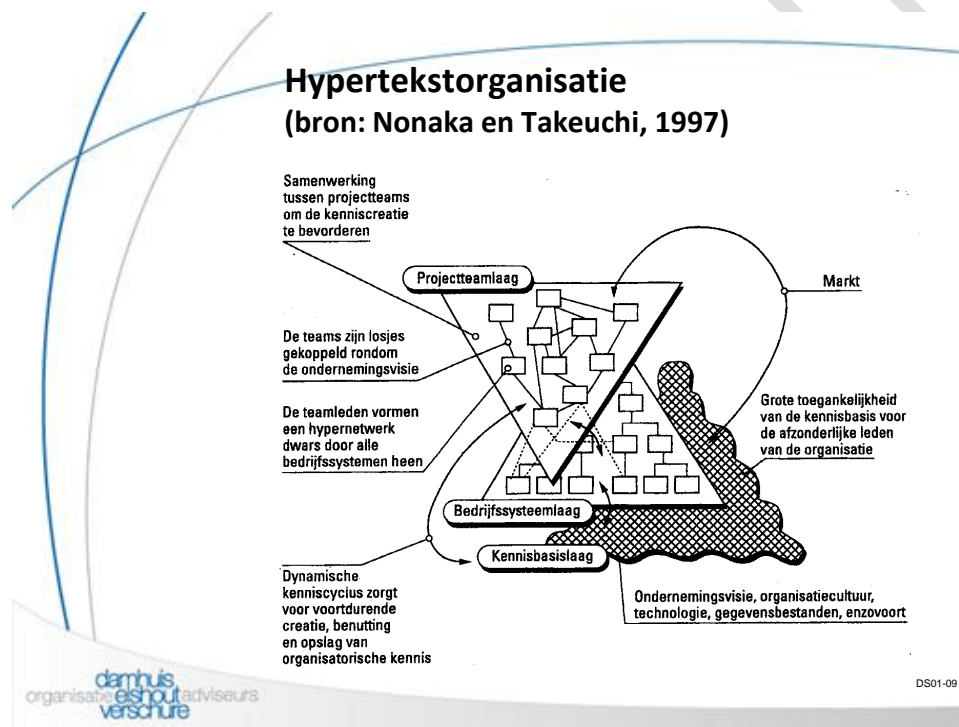 Hypertekstorganisatie
(bron: Nonaka en Takeuchi, 1997)
Samenwerking
tussen projectteams
om de kenniscreatie
te bevorderen
Projectteamlaag
Markt
De teams zijn losjes
gekoppeld rondom
de ondernemingsvisie
De teamleden vormen
een hypernetwerk
dwars door alle
bedrijfssystemen heen
Grote toegankelijkheid
van de kennisbasis voor
de afzonderlijke leden
van de organisatie
Bedrijfssysteemlaag
Kennisbasislaag
Dynamische
kenniscyclus zorgt
voor voortdurende
creatie, benutting
en opslag van
organisatorische kennis
Ondernemingsvisie, organisatiecultuur,
technologie, gegevensbestanden, enzovoort
damhuis
organisatie elshout adviseurs
verschure
DS01-09